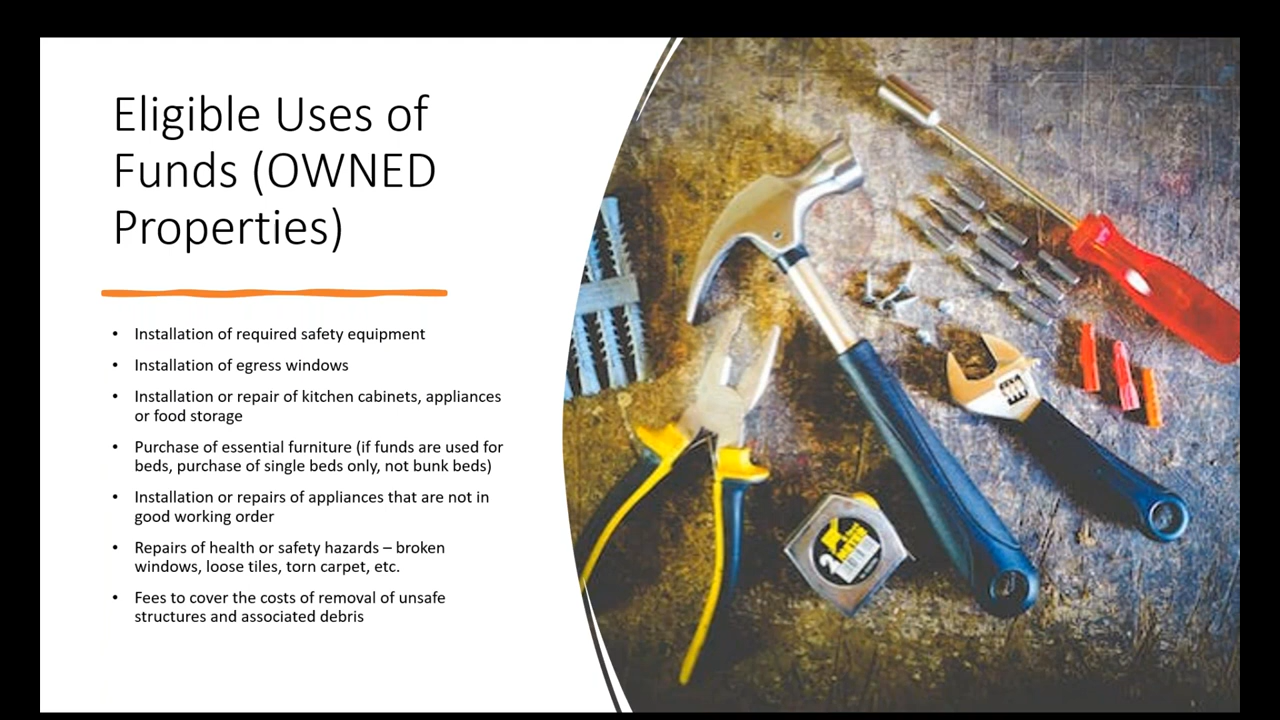 Eligible Uses of
Funds (OWNED
Properties)
• Installation of required safety equipment
• Installation of egress windows
• Installation or repair of kitchen cabinets, appliances
or food storage
• Purchase of essential furniture (if funds are used for
beds, purchase of single beds only, not bunk beds)
• Installation or repairs of appliances that are not in
good working order
• Repairs of health or safety hazards – broken
windows, loose tiles, torn carpet, etc.
• Fees to cover the costs of removal of unsafe
structures and associated debris